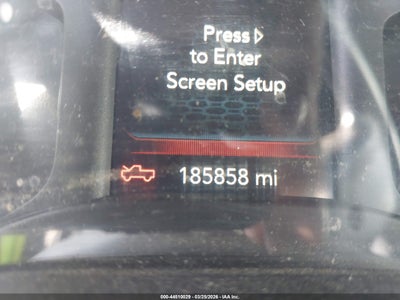 Press ▷
to Enter
Screen Setup
185858 mi
000-44510029 - 03/29/2026 - IAA Inc.